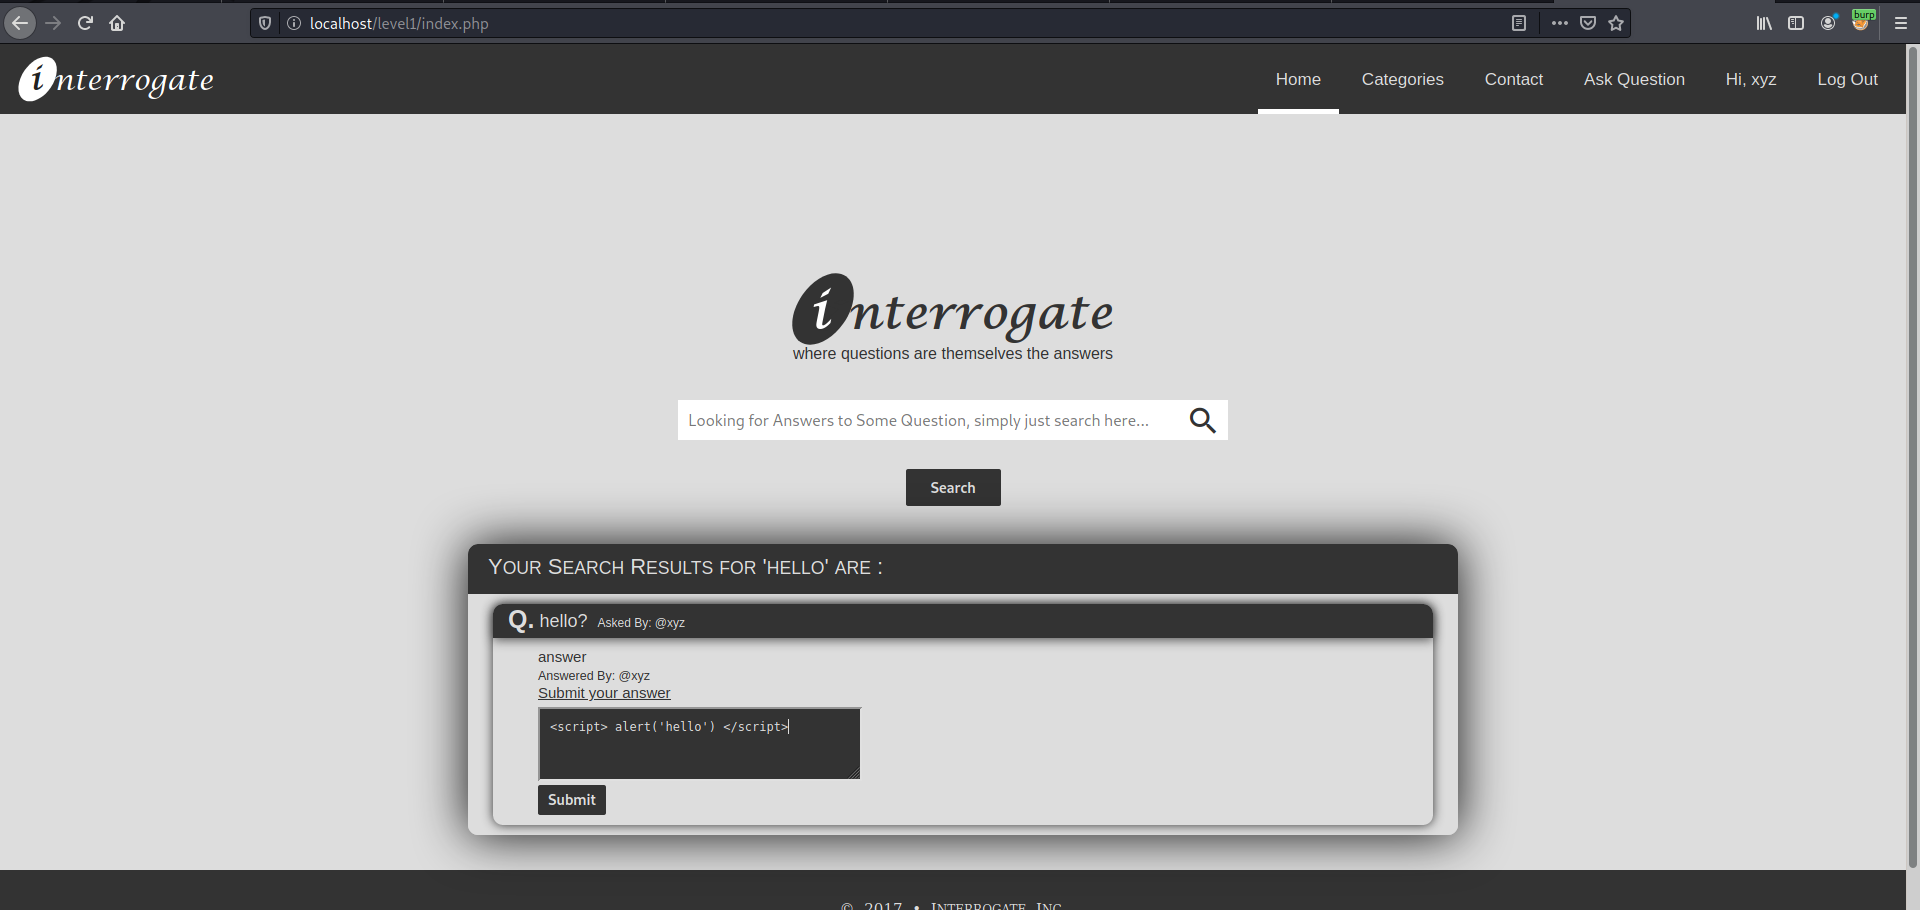 localhost/level1/index.php
burp
interrogate
Home Categories Contact Ask Question Hi, xyz Log Out
interrogate
where questions are themselves the answers
Looking for Answers to Some Question, simply just search here...
Search
Your Search Results for 'hello' are :
Q. hello? Asked By: @xyz
answer
Answered By: @xyz
Submit your answer
<script> alert('hello') </script>
Submit
© 2017 • Interrogate Inc